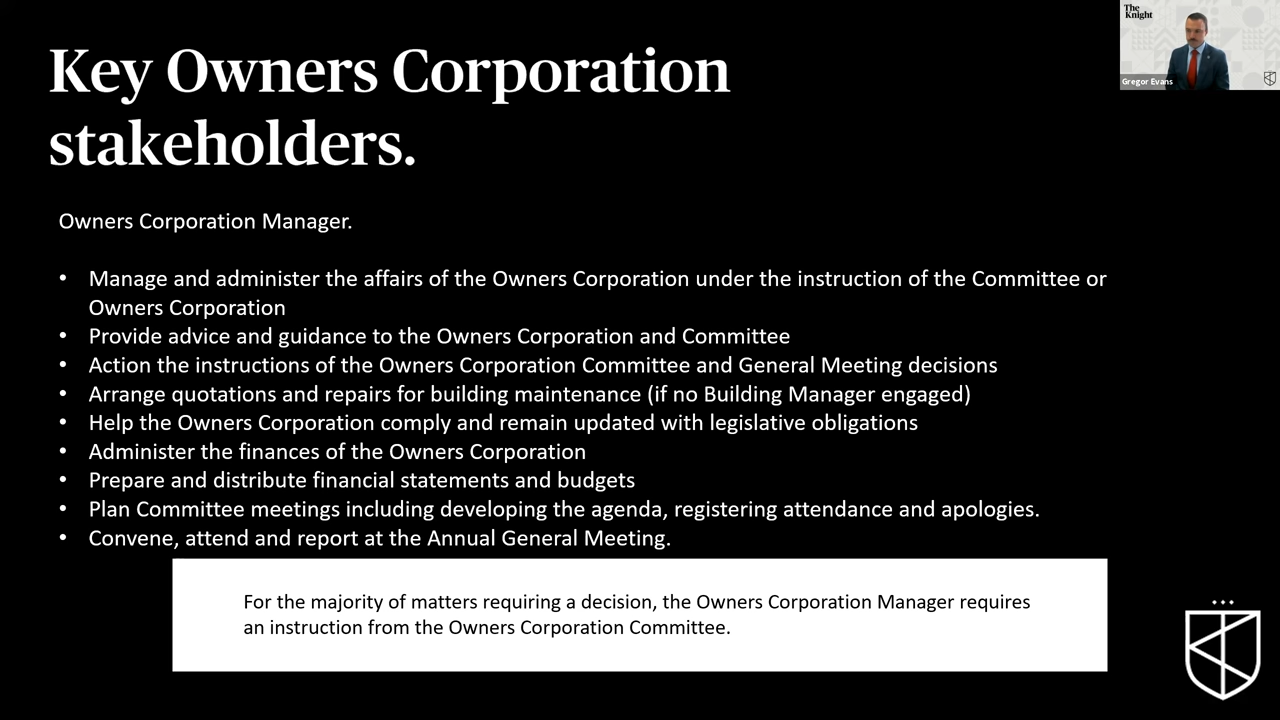 The
Knight
Gregor Evans
Key Owners Corporation
stakeholders.
Owners Corporation Manager.
• Manage and administer the affairs of the Owners Corporation under the instruction of the Committee or
Owners Corporation
• Provide advice and guidance to the Owners Corporation and Committee
• Action the instructions of the Owners Corporation Committee and General Meeting decisions
• Arrange quotations and repairs for building maintenance (if no Building Manager engaged)
• Help the Owners Corporation comply and remain updated with legislative obligations
• Administer the finances of the Owners Corporation
• Prepare and distribute financial statements and budgets
• Plan Committee meetings including developing the agenda, registering attendance and apologies.
• Convene, attend and report at the Annual General Meeting.
For the majority of matters requiring a decision, the Owners Corporation Manager requires
an instruction from the Owners Corporation Committee.